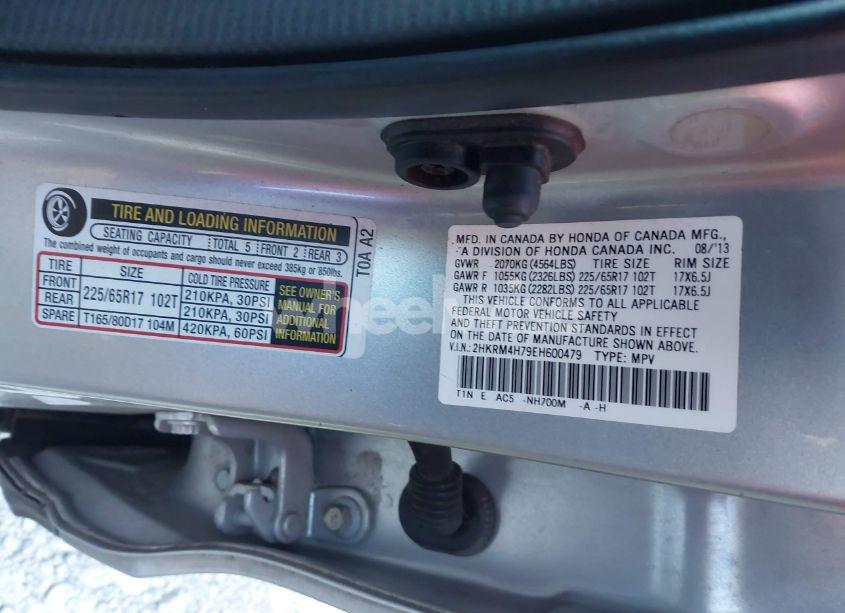 TIRE AND LOADING INFORMATION
SEATING CAPACITY TOTAL 5 FRONT 2 REAR 3
The combined weight of occupants and cargo should never exceed 385kg or 850lbs.
TIRE SIZE COLD TIRE PRESSURE
FRONT 225/65R17 102T 210KPA, 30PSI
REAR 210KPA, 30PSI
SPARE T165/80D17 104M 420KPA, 60PSI
SEE OWNER'S
MANUAL FOR
ADDITIONAL
INFORMATION
T0A A2
MFD. IN CANADA BY HONDA OF CANADA MFG.,
"A DIVISION OF HONDA CANADA INC. 08/'13
GVWR 2070KG (4564LBS) TIRE SIZE RIM SIZE
GAWR F 1055KG (2326LBS) 225/65R17 102T 17X6.5J
GAWR R 1035KG (2282LBS) 225/65R17 102T 17X6.5J
THIS VEHICLE CONFORMS TO ALL APPLICABLE
FEDERAL MOTOR VEHICLE SAFETY
AND THEFT PREVENTION STANDARDS IN EFFECT
ON THE DATE OF MANUFACTURE SHOWN ABOVE.
V.I.N.: 2HKRM4H79EH600479 TYPE: MPV
T1N E AC5 -NH700M -A -H